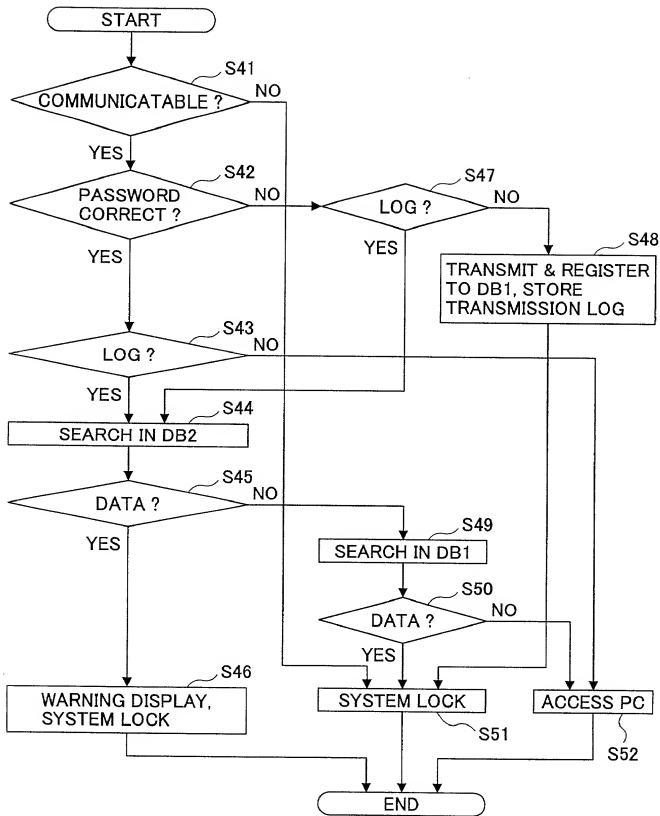 START
S41
COMMUNICATABLE ?
NO
YES
S42
PASSWORD
CORRECT ?
NO
YES
S47
LOG ?
NO
YES
S48
TRANSMIT & REGISTER
TO DB1, STORE
TRANSMISSION LOG
S43
LOG ?
NO
YES
S44
SEARCH IN DB2
S45
DATA ?
NO
YES
S49
SEARCH IN DB1
S50
DATA ?
NO
YES
S46
WARNING DISPLAY,
SYSTEM LOCK
SYSTEM LOCK
S51
ACCESS PC
S52
END